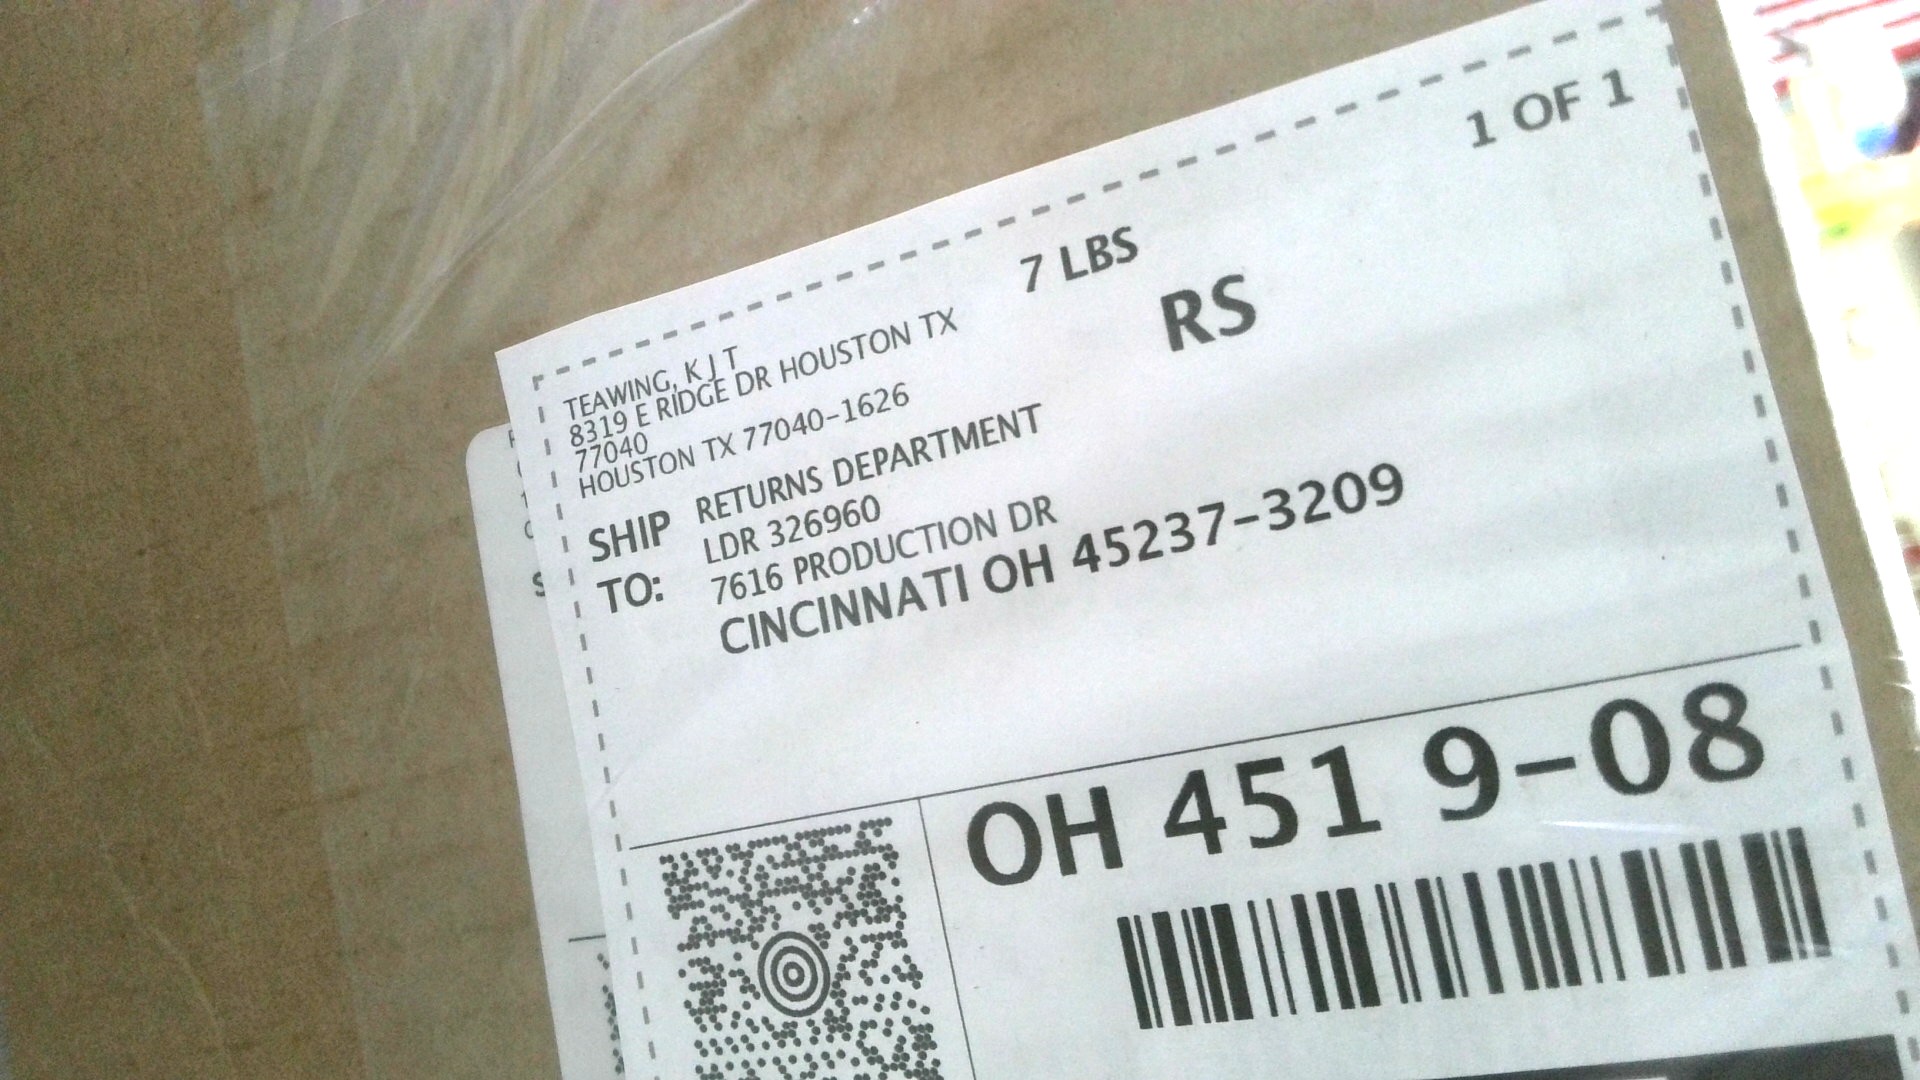 1 OF 1
7 LBS
RS
TEAWING, K J T
8319 E RIDGE DR HOUSTON TX
77040
HOUSTON TX 77040-1626
SHIP TO:
RETURNS DEPARTMENT
LDR 326960
7616 PRODUCTION DR
CINCINNATI OH 45237-3209
OH 451 9-08